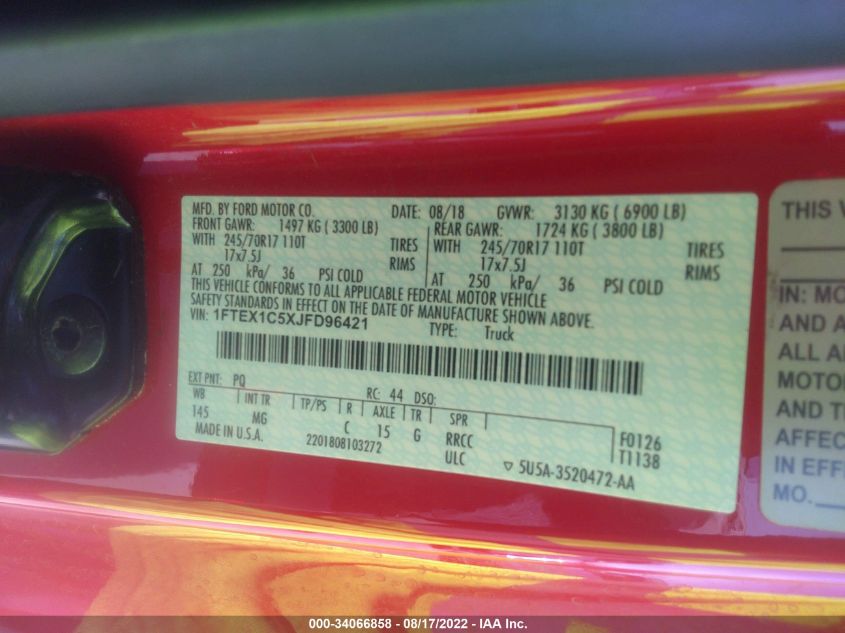 MFD. BY FORD MOTOR CO. DATE: 08/18 GVWR: 3130 KG ( 6900 LB)
FRONT GAWR: 1497 KG ( 3300 LB) REAR GAWR: 1724 KG ( 3800 LB)
WITH 245/70R17 110T TIRES WITH 245/70R17 110T TIRES
17x7.5J RIMS 17x7.5J RIMS
AT 250 kPa/ 36 PSI COLD AT 250 kPa/ 36 PSI COLD
THIS VEHICLE CONFORMS TO ALL APPLICABLE FEDERAL MOTOR VEHICLE
SAFETY STANDARDS IN EFFECT ON THE DATE OF MANUFACTURE SHOWN ABOVE.
VIN: 1FTEX1C5XJFD96421 TYPE: Truck
EXT PNT: PQ RC: 44 DSO:
WB INT TR TP/PS R AXLE TR SPR
145 MG C 15 G RRCC F0126
MADE IN U.S.A. 2201808103272 ULC T1138
▽ 5U5A-3520472-AA
THIS V
IN: MO
AND A
ALL A
MOTOR
AND T
AFFEC
IN EFF
MO.
000-34066858 - 08/17/2022 - IAA Inc.